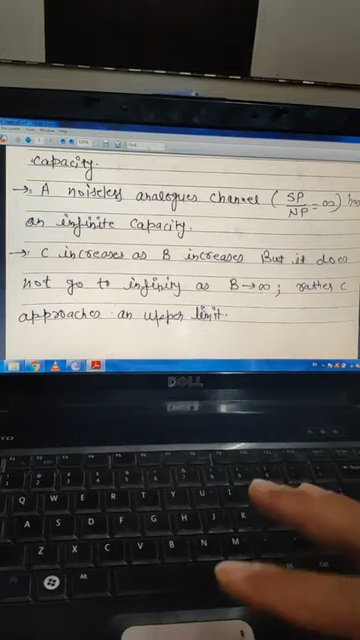 capacity.
→ A noiseless analogues channel ( SP/NP = ∞ ) has
an infinite capacity.
→ C increases as B increases But it does
not go to infinity as B→∞; rather C
approaches an upper limit.
DELL
Q W E R T Y U I
A S D F G H J K
Z X C V B N M